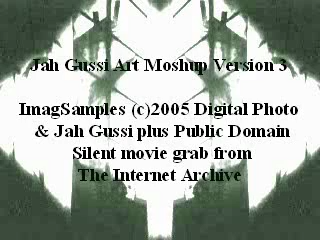 Jah Gussi Art Moshup Version 3
ImagSamples (c)2005 Digital Photo
& Jah Gussi plus Public Domain
Silent movie grab from
The Internet Archive